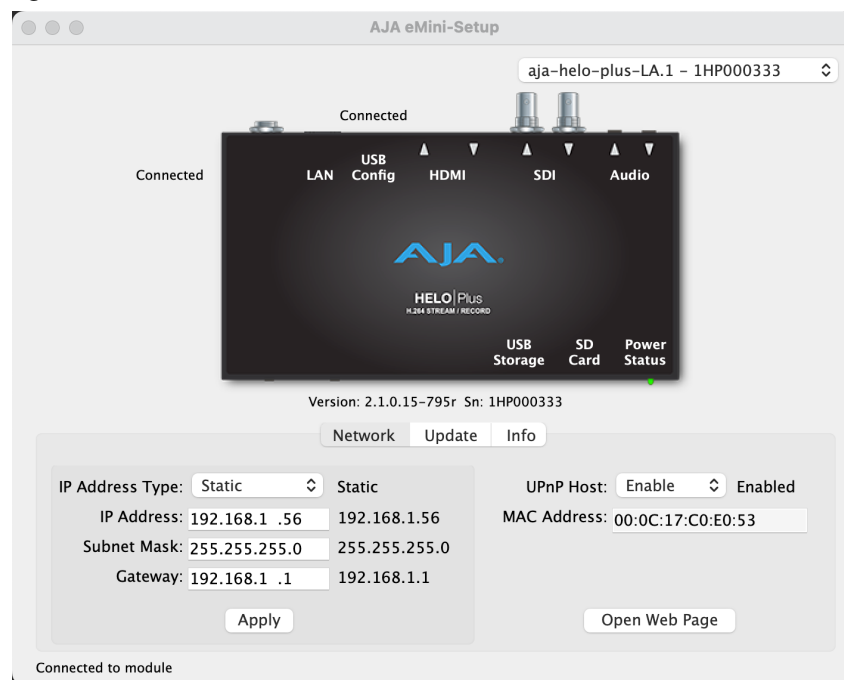 AJA eMini-Setup
aja-helo-plus-LA.1 – 1HP000333
Connected
Connected
LAN
USB
Config
HDMI
SDI
Audio
AJA
HELO|Plus
H.264 STREAM / RECORD
USB
Storage
SD
Card
Power
Status
Version: 2.1.0.15-795r Sn: 1HP000333
Network Update Info
IP Address Type: Static Static
UPnP Host: Enable Enabled
IP Address: 192.168.1 .56 192.168.1.56
MAC Address: 00:0C:17:C0:E0:53
Subnet Mask: 255.255.255.0 255.255.255.0
Gateway: 192.168.1 .1 192.168.1.1
Apply
Open Web Page
Connected to module